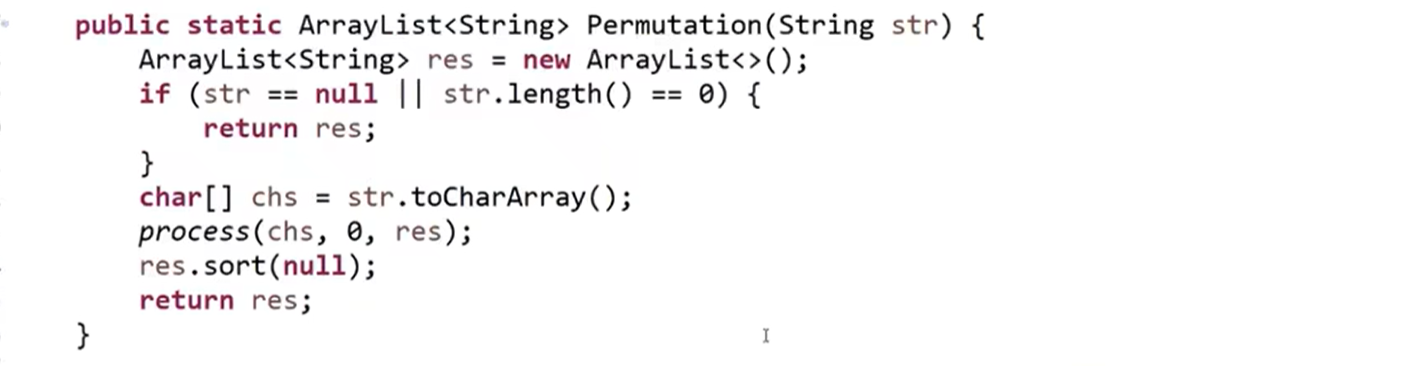 public static ArrayList<String> Permutation(String str) {
ArrayList<String> res = new ArrayList<>();
if (str == null || str.length() == 0) {
return res;
}
char[] chs = str.toCharArray();
process(chs, 0, res);
res.sort(null);
return res;
}